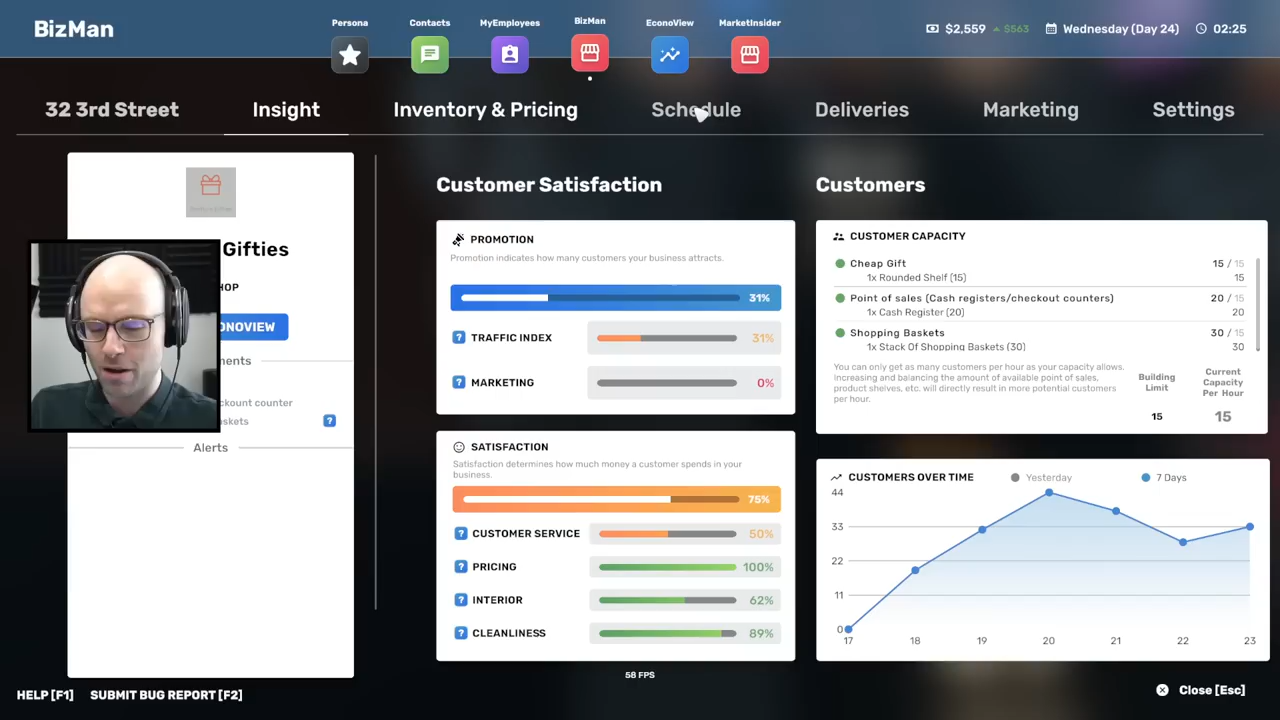 BizMan
Persona
Contacts
MyEmployees
BizMan
EconoView
MarketInsider
$2,559 $563
Wednesday (Day 24)
02:25
32 3rd Street
Insight
Inventory & Pricing
Schedule
Deliveries
Marketing
Settings
Gifties
HOP
ONOVIEW
ments
ckount counter
skets
?
Alerts
Customer Satisfaction
PROMOTION
Promotion indicates how many customers your business attracts.
31%
? TRAFFIC INDEX 31%
? MARKETING 0%
SATISFACTION
Satisfaction determines how much money a customer spends in your
business.
75%
? CUSTOMER SERVICE 50%
? PRICING 100%
? INTERIOR 62%
? CLEANLINESS 89%
Customers
CUSTOMER CAPACITY
Cheap Gift 15 / 15
1x Rounded Shelf (15) 15
Point of sales (Cash registers/checkout counters) 20 / 15
1x Cash Register (20) 20
Shopping Baskets 30 / 15
1x Stack Of Shopping Baskets (30) 30
You can only get as many customers per hour as your capacity allows.
Increasing and balancing the amount of available point of sales,
product shelves, etc. will directly result in more potential customers
per hour.
Building
Limit
15
Current
Capacity
Per Hour
15
CUSTOMERS OVER TIME
Yesterday
7 Days
44
33
22
11
0
17 18 19 20 21 22 23
58 FPS
HELP [F1]
SUBMIT BUG REPORT [F2]
Close [Esc]